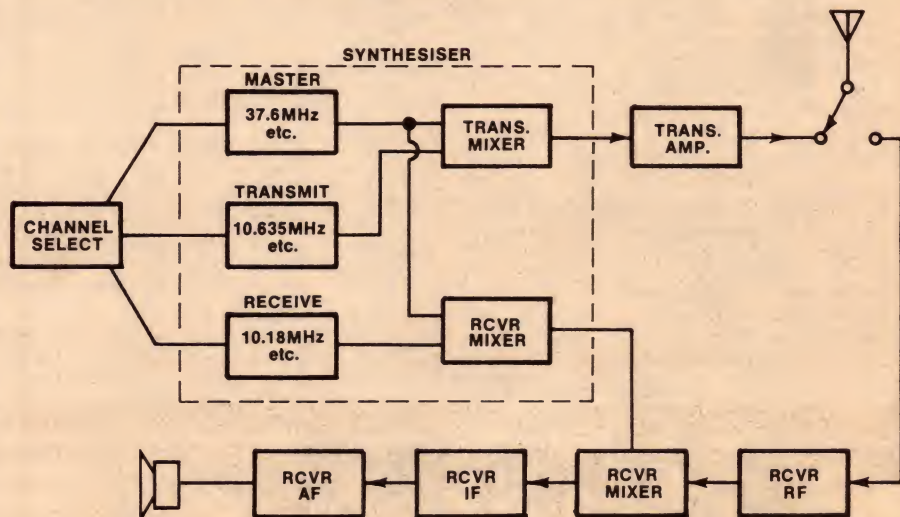 SYNTHESISER
MASTER
37.6MHz
etc.
TRANS.
MIXER
TRANS.
AMP.
TRANSMIT
CHANNEL
SELECT
10.635MHz
etc.
RECEIVE
10.18MHz
etc.
RCVR
MIXER
RCVR
AF
RCVR
IF
RCVR
MIXER
RCVR
RF